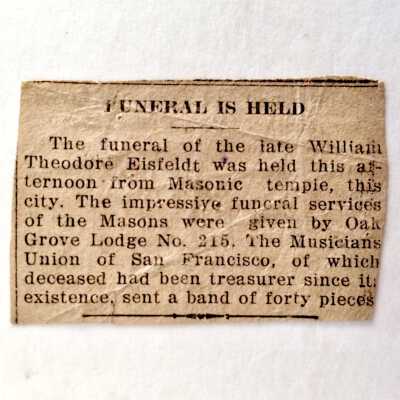 FUNERAL IS HELD
The funeral of the late William
Theodore Eisfeldt was held this af-
ternoon from Masonic temple, this
city. The impressive funeral services
of the Masons were given by Oak
Grove Lodge No. 215. The Musicians
Union of San Francisco, of which
deceased had been treasurer since its
existence, sent a band of forty pieces